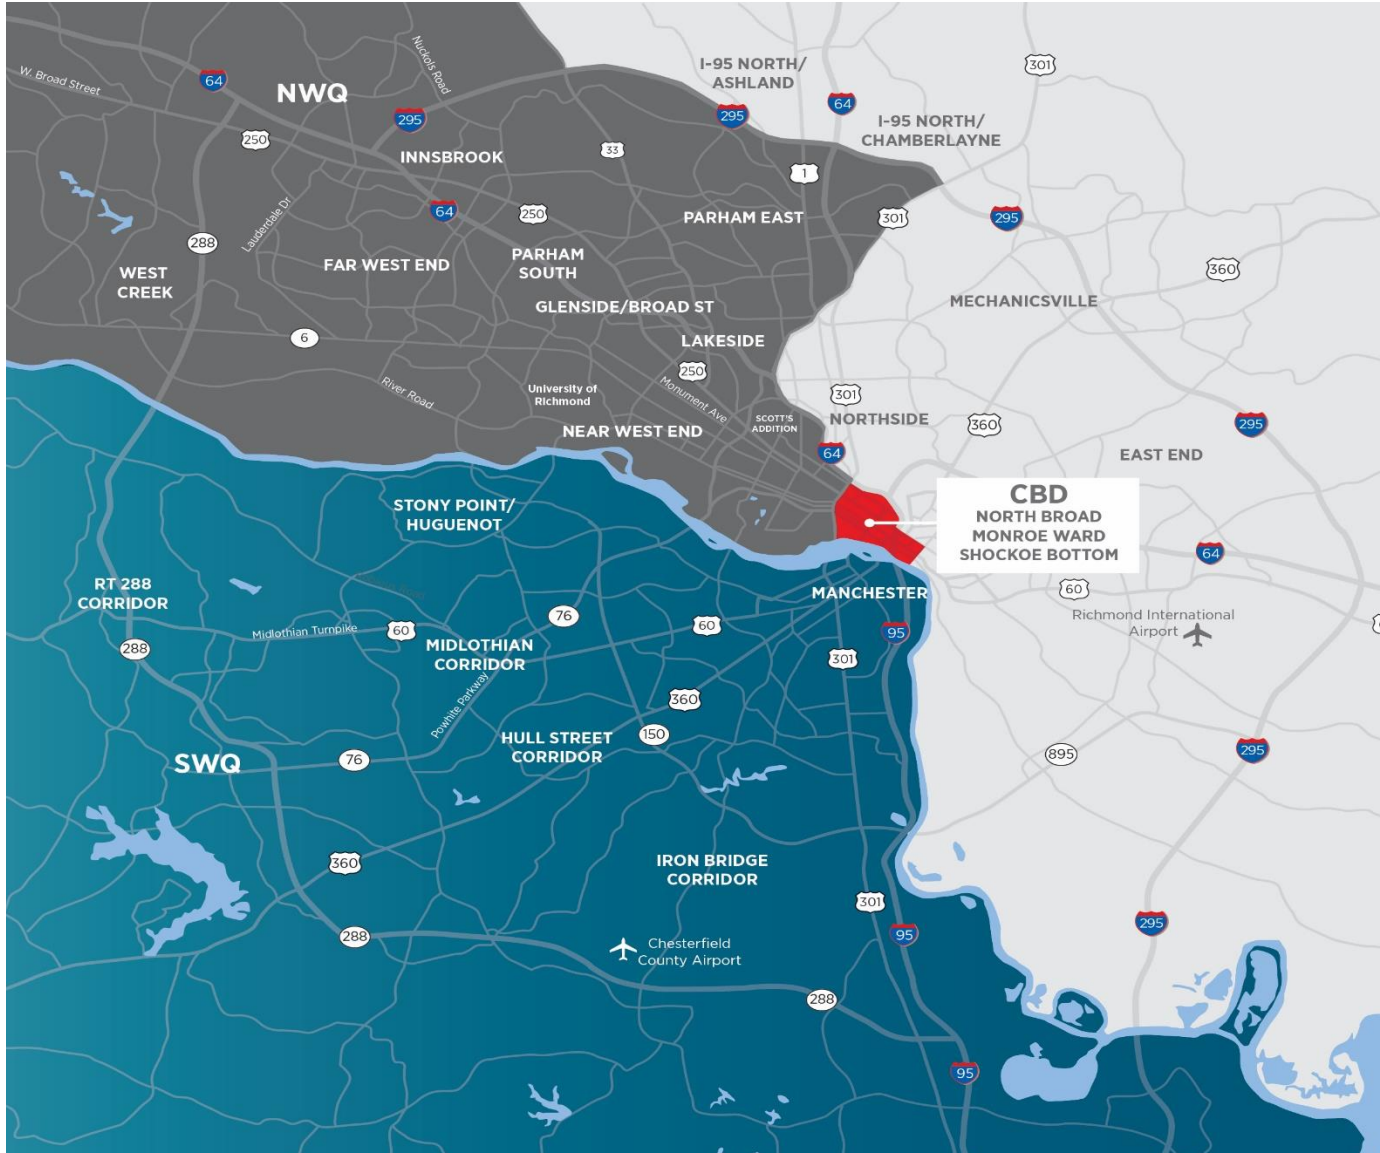 I-95 NORTH/
ASHLAND
301
Nuckols Road
W. Broad Street
64
NWQ
295
295
64
I-95 NORTH/
CHAMBERLAYNE
250
INNSBROOK
33
1
64
250
PARHAM EAST
301
295
Lauderdale Dr
288
WEST
CREEK
FAR WEST END
PARHAM
SOUTH
360
MECHANICSVILLE
GLENSIDE/BROAD ST
6
LAKESIDE
250
River Road
University of
Richmond
Monument Ave
301
SCOTT'S
ADDITION
NORTHSIDE
360
295
NEAR WEST END
64
EAST END
CBD
NORTH BROAD
MONROE WARD
SHOCKOE BOTTOM
STONY POINT/
HUGUENOT
64
RT 288
CORRIDOR
MANCHESTER
60
Richmond International
Airport
76
60
Midlothian Turnpike
60
95
288
MIDLOTHIAN
CORRIDOR
301
Powhite Parkway
360
HULL STREET
CORRIDOR
150
295
SWQ
76
895
360
IRON BRIDGE
CORRIDOR
301
295
288
95
Chesterfield
County Airport
288
95